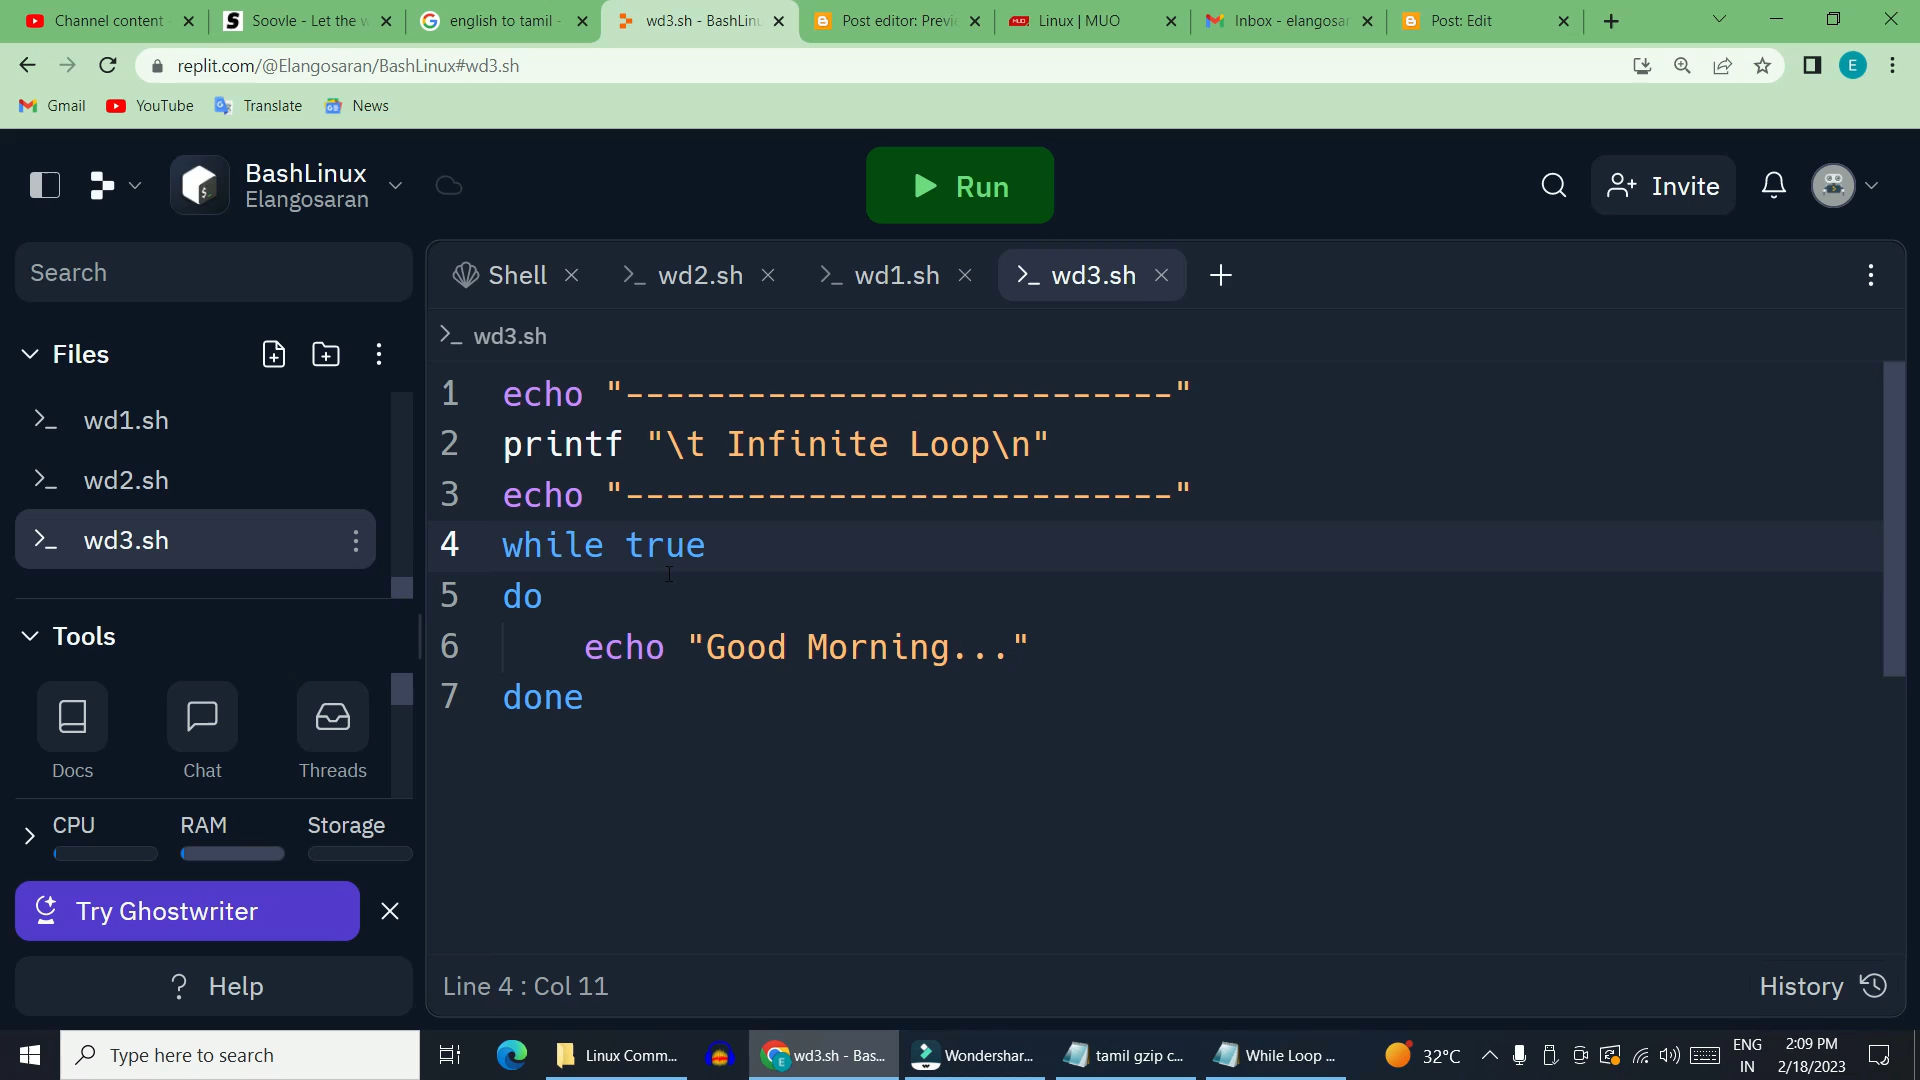 Channel content
Soovle - Let the
english to tamil -
wd3.sh - BashLinu
Post editor: Previe
Linux | MUO
Inbox - elangosar
Post: Edit
replit.com/@Elangosaran/BashLinux#wd3.sh
E
Gmail
YouTube
Translate
News
BashLinux
Elangosaran
Run
Invite
Search
Shell
wd2.sh
wd1.sh
wd3.sh
wd3.sh
Files
wd1.sh
wd2.sh
wd3.sh
1 echo "---------------------------"
2 printf "\t Infinite Loop\n"
3 echo "---------------------------"
4 while true
5 do
6 echo "Good Morning..."
7 done
Tools
Docs
Chat
Threads
CPU
RAM
Storage
Try Ghostwriter
? Help
Line 4 : Col 11
History
Type here to search
Linux Comm...
wd3.sh - Bas...
Wondershar...
tamil gzip c...
While Loop ...
32°C
ENG
IN
2:09 PM
2/18/2023